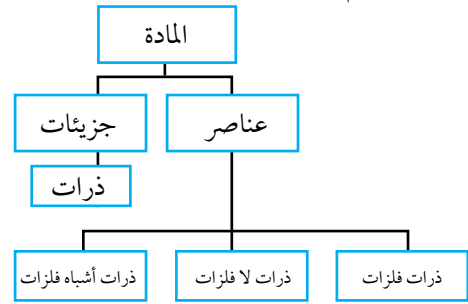 المادة
عناصر
جزيئات
ذرات
ذرات فلزات
ذرات لا فلزات
ذرات أشباه فلزات